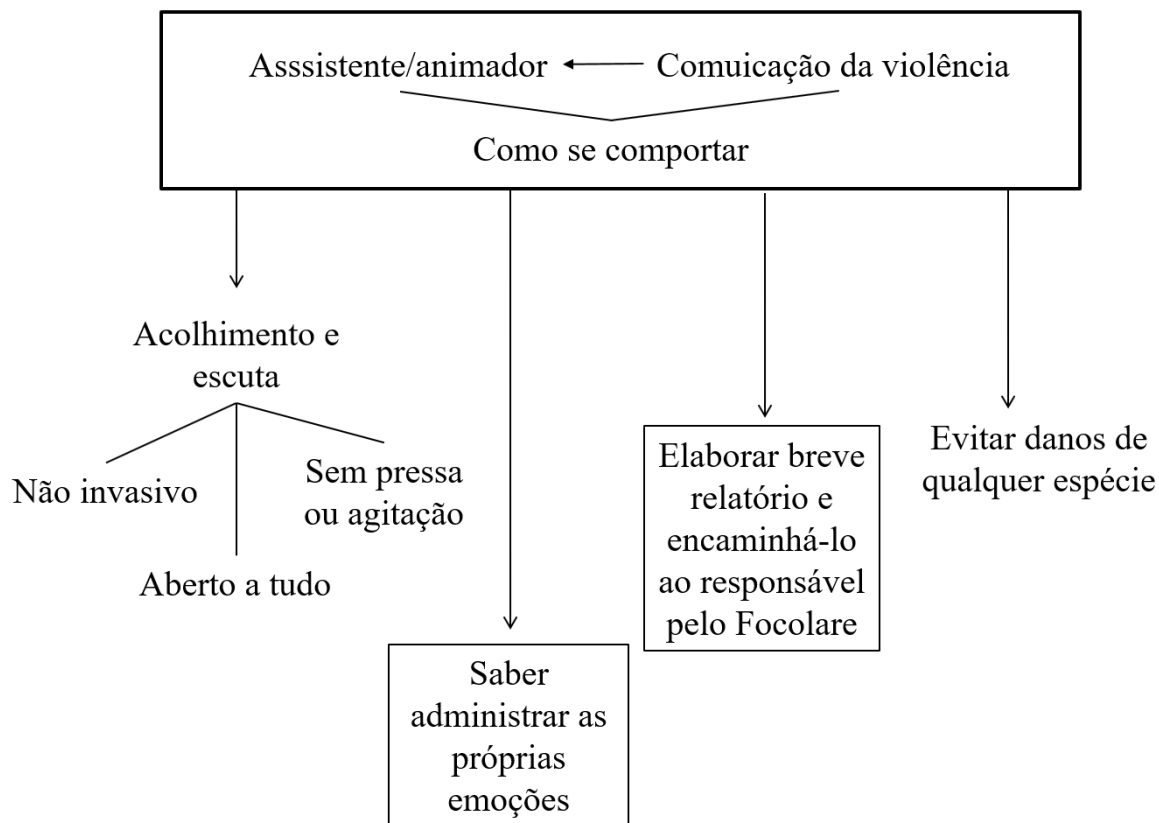 Asssistente/animador
Comuicação da violência
Como se comportar
Acolhimento e
escuta
Não invasivo
Aberto a tudo
Sem pressa
ou agitação
Saber
administrar as
próprias
emoções
Elaborar breve
relatório e
encaminhá-lo
ao responsável
pelo Focolare
Evitar danos de
qualquer espécie